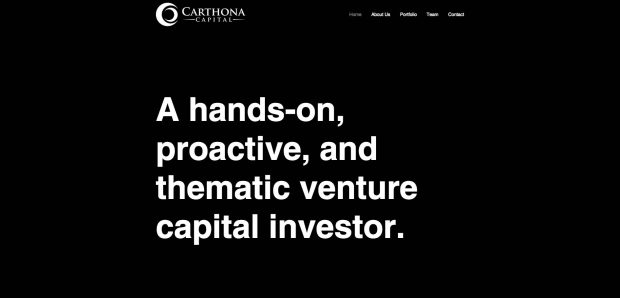 CARTHONA
CAPITAL
Home About Us Portfolio Team Contact
A hands-on,
proactive, and
thematic venture
capital investor.